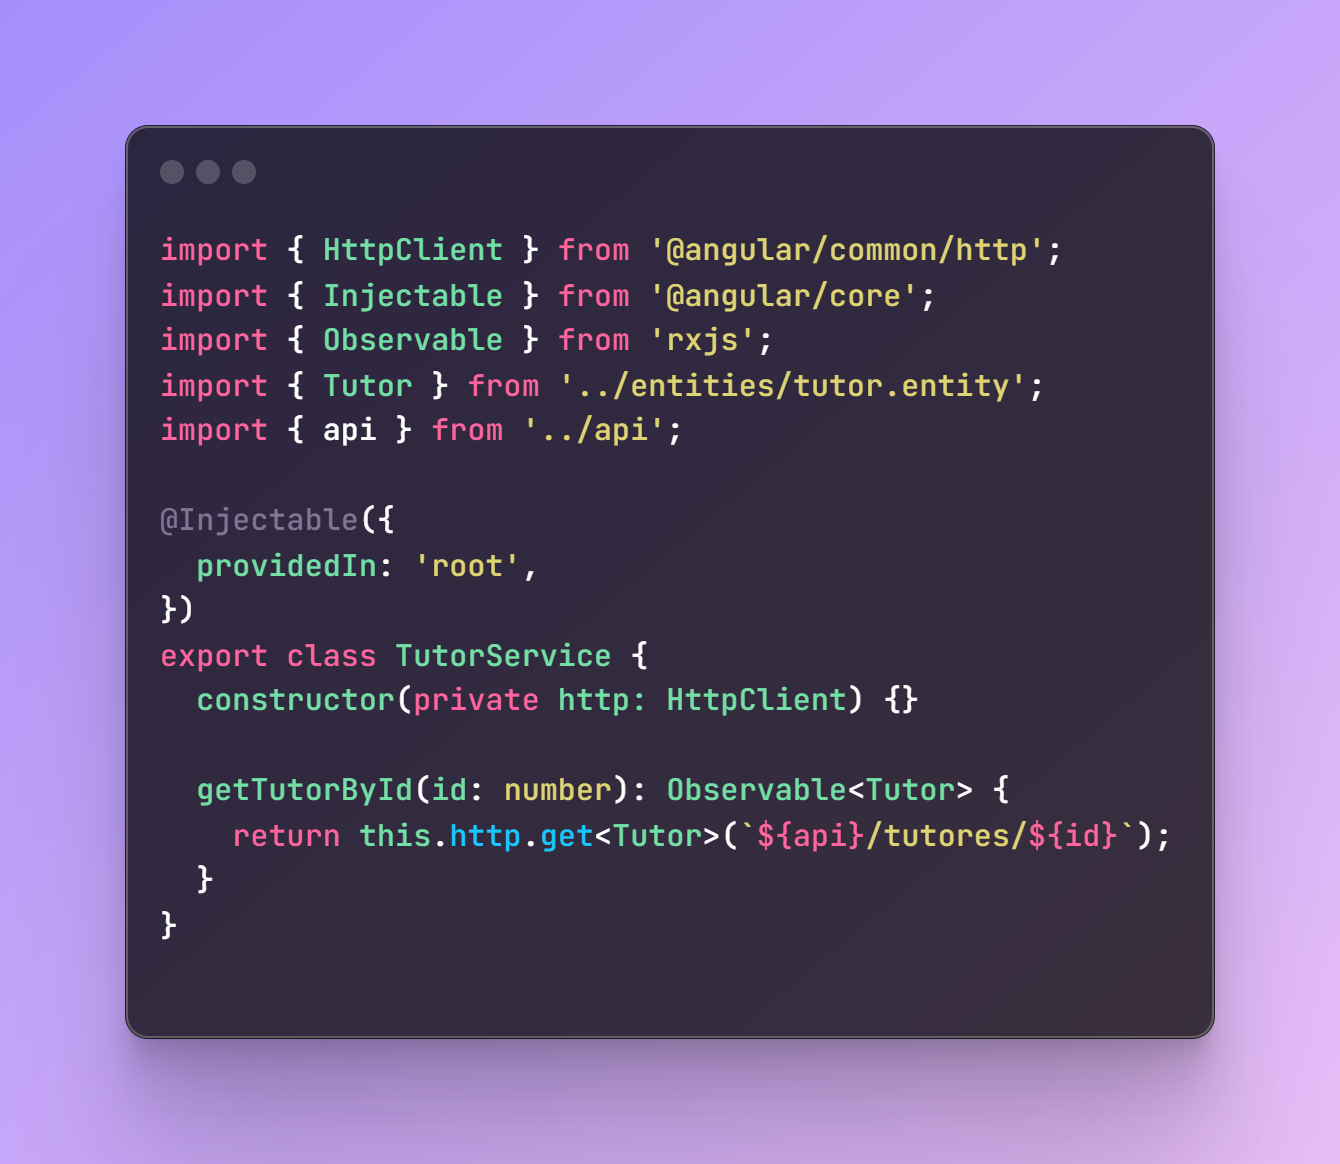 import { HttpClient } from '@angular/common/http';
import { Injectable } from '@angular/core';
import { Observable } from 'rxjs';
import { Tutor } from '../entities/tutor.entity';
import { api } from '../api';

@Injectable({
  providedIn: 'root',
})
export class TutorService {
  constructor(private http: HttpClient) {}

  getTutorById(id: number): Observable<Tutor> {
    return this.http.get<Tutor>(`${api}/tutores/${id}`);
  }
}